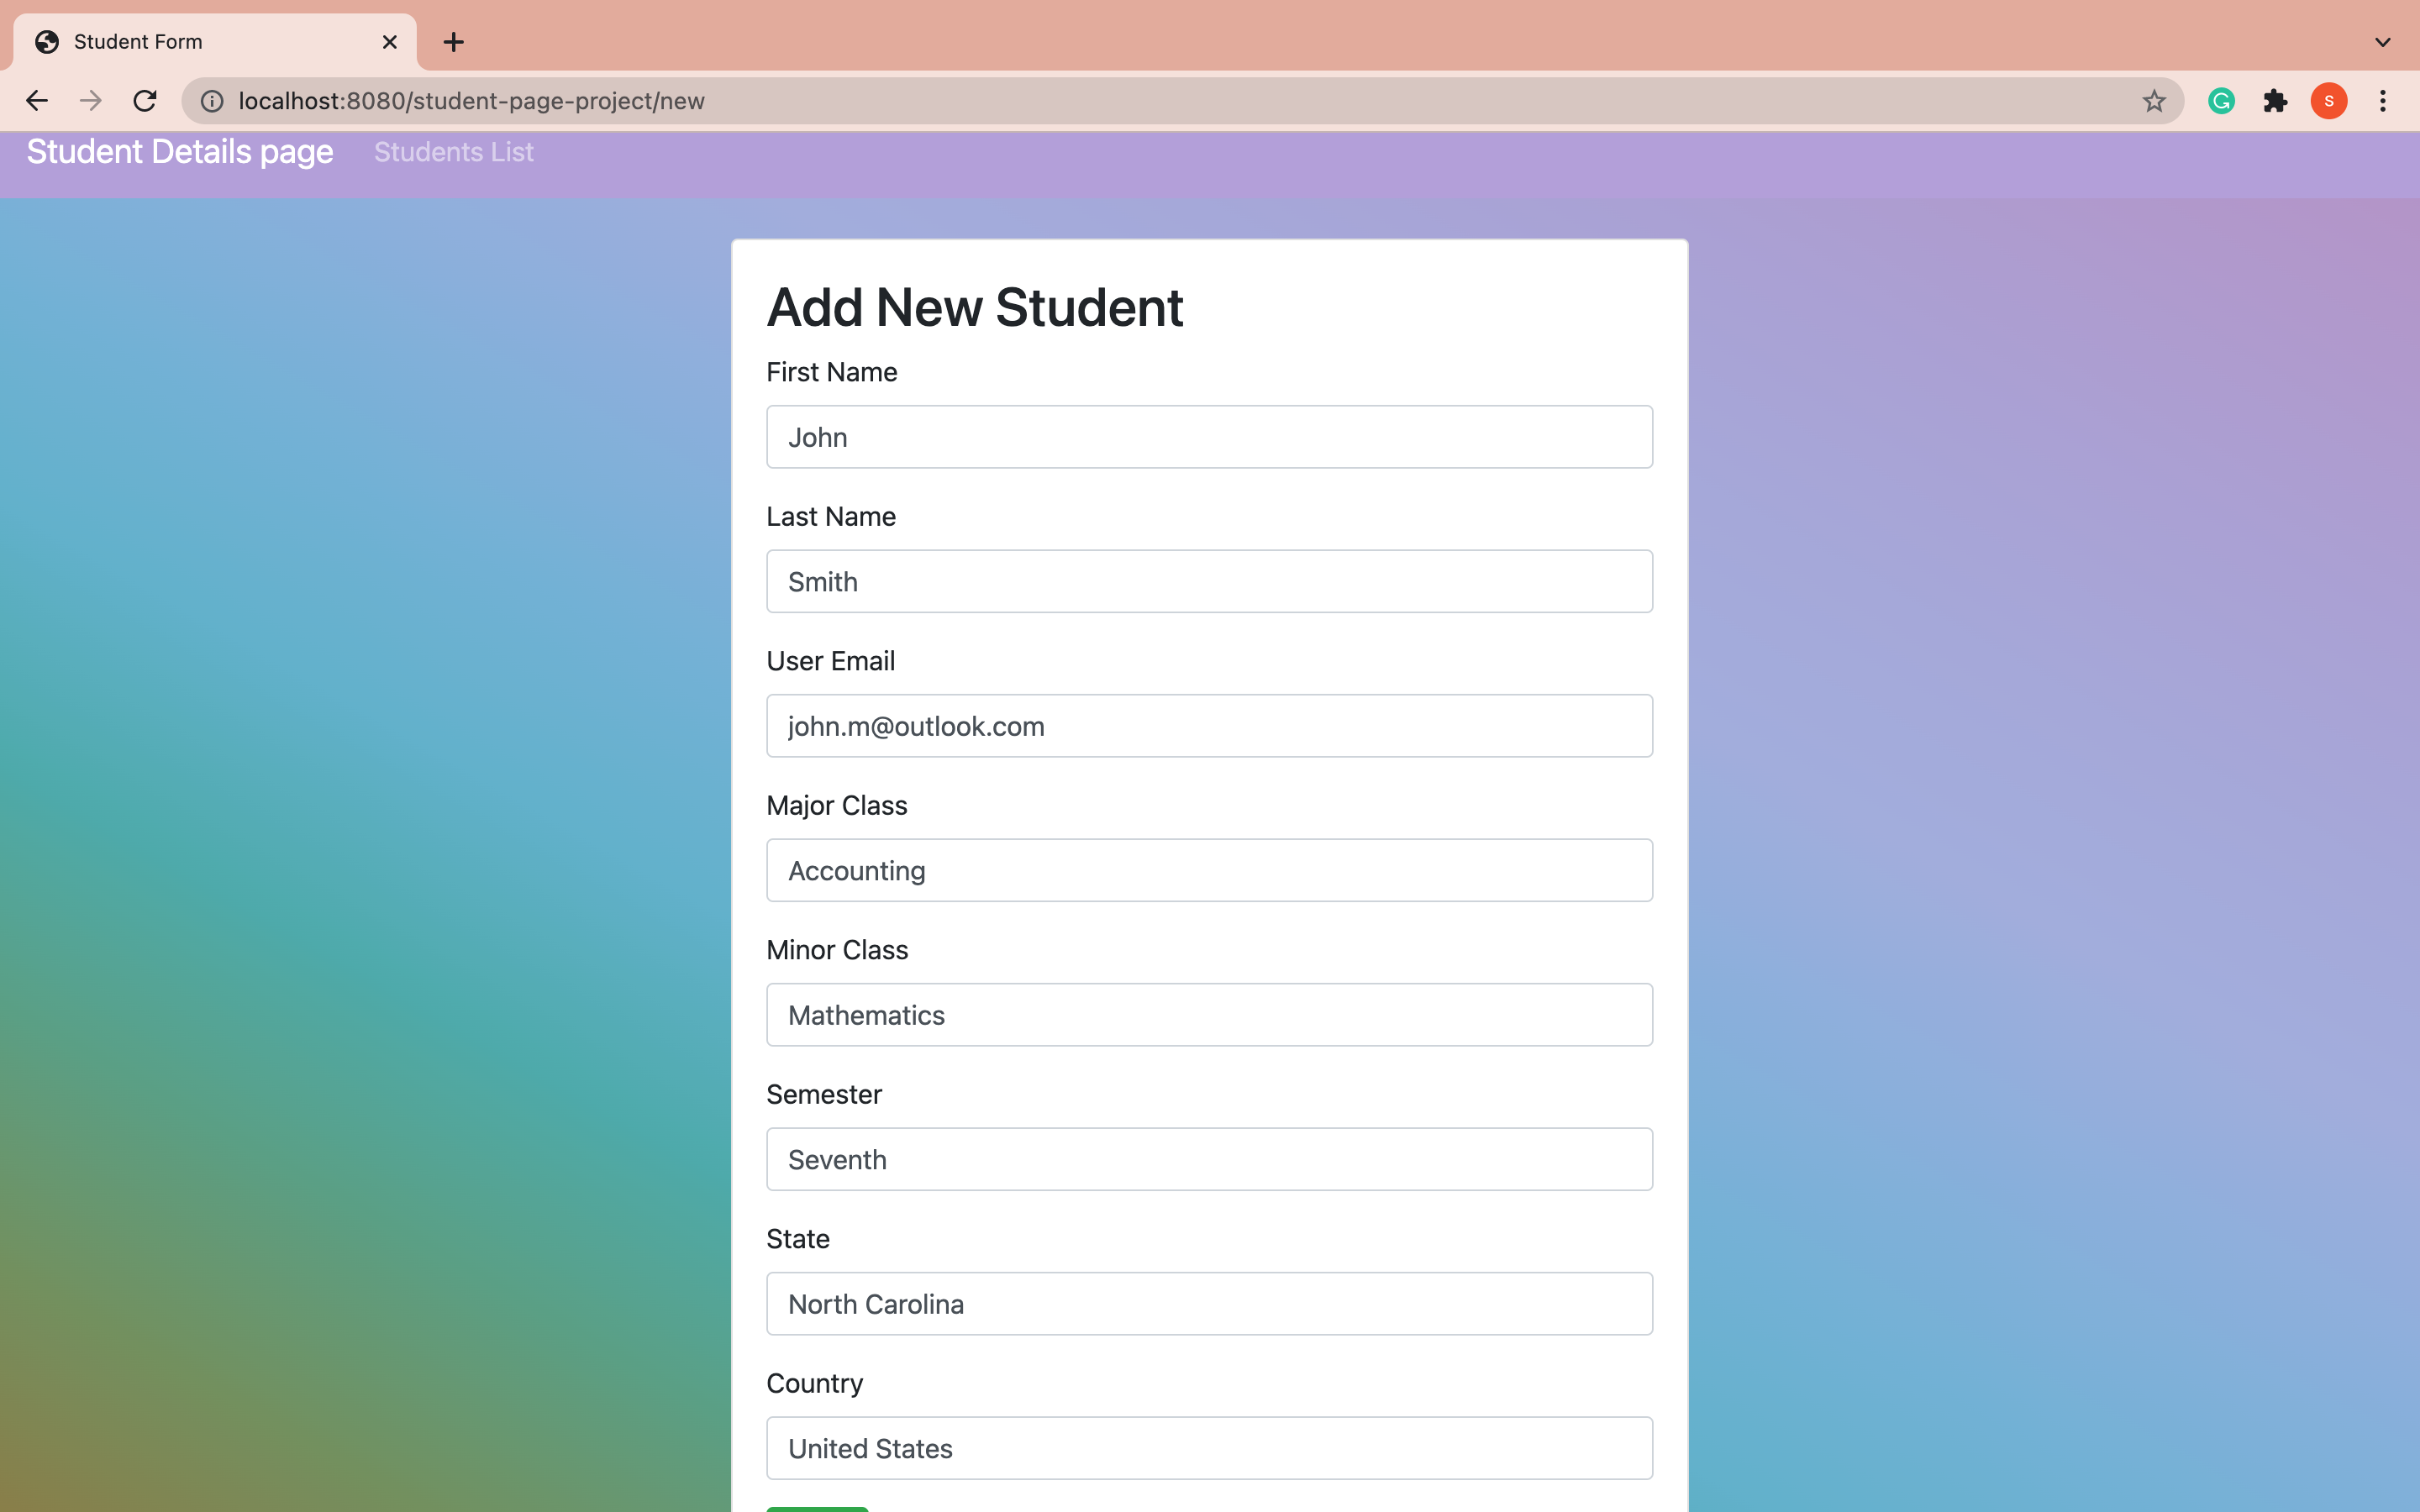 Student Form
localhost:8080/student-page-project/new
S
Student Details page Students List
Add New Student
First Name
John
Last Name
Smith
User Email
john.m@outlook.com
Major Class
Accounting
Minor Class
Mathematics
Semester
Seventh
State
North Carolina
Country
United States